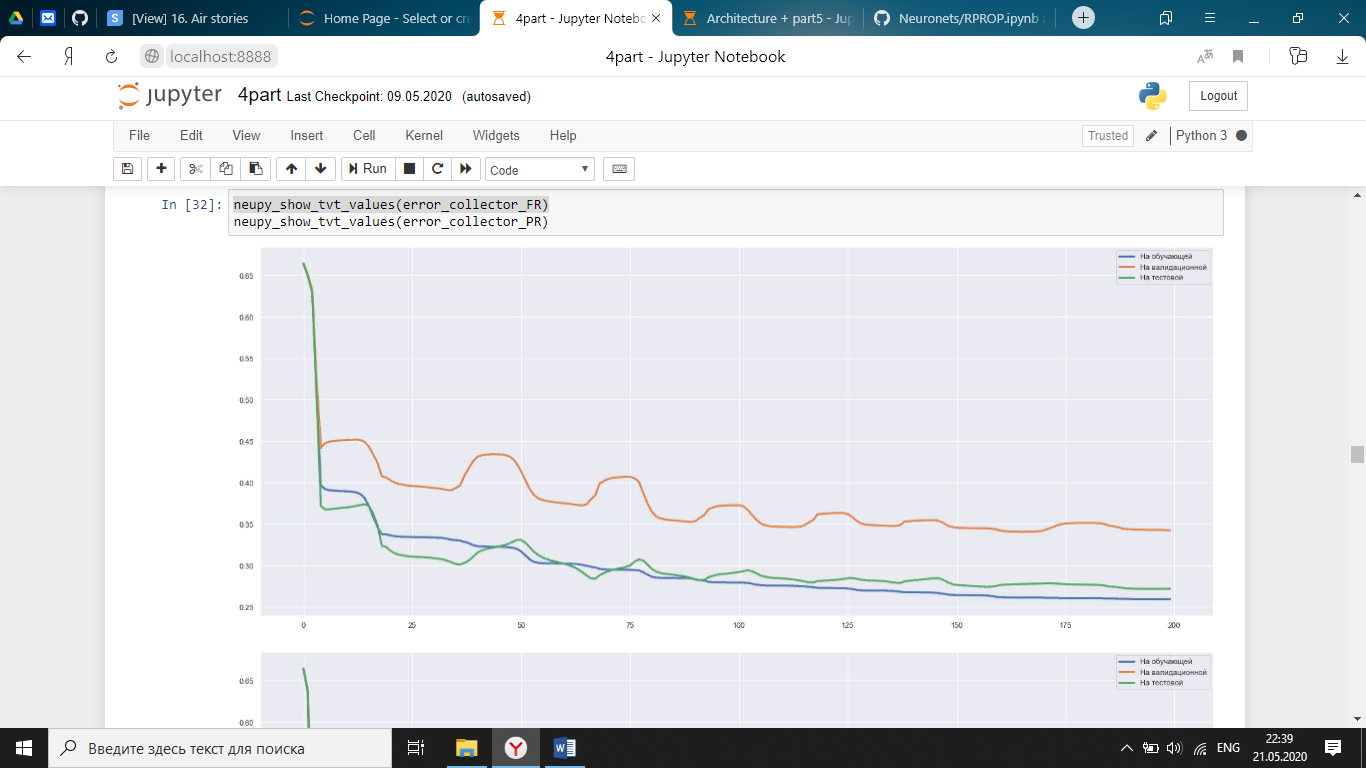 [View] 16. Air stories
Home Page - Select or cre
4part - Jupyter Notebo
Architecture + part5 - Jup
Neuronets/RPROP.ipynb a
localhost:8888
4part - Jupyter Notebook
jupyter 4part Last Checkpoint: 09.05.2020 (autosaved)
Logout
File Edit View Insert Cell Kernel Widgets Help
Trusted
Python 3
Run
Code
In [32]:
neupy_show_tvt_values(error_collector_FR)
neupy_show_tvt_values(error_collector_PR)
На обучающей
На валидационной
На тестовой
0.65
0.60
0.55
0.50
0.45
0.40
0.35
0.30
0.25
0 25 50 75 100 125 150 175 200
На обучающей
На валидационной
На тестовой
0.65
0.60
Введите здесь текст для поиска
ENG
22:39
21.05.2020